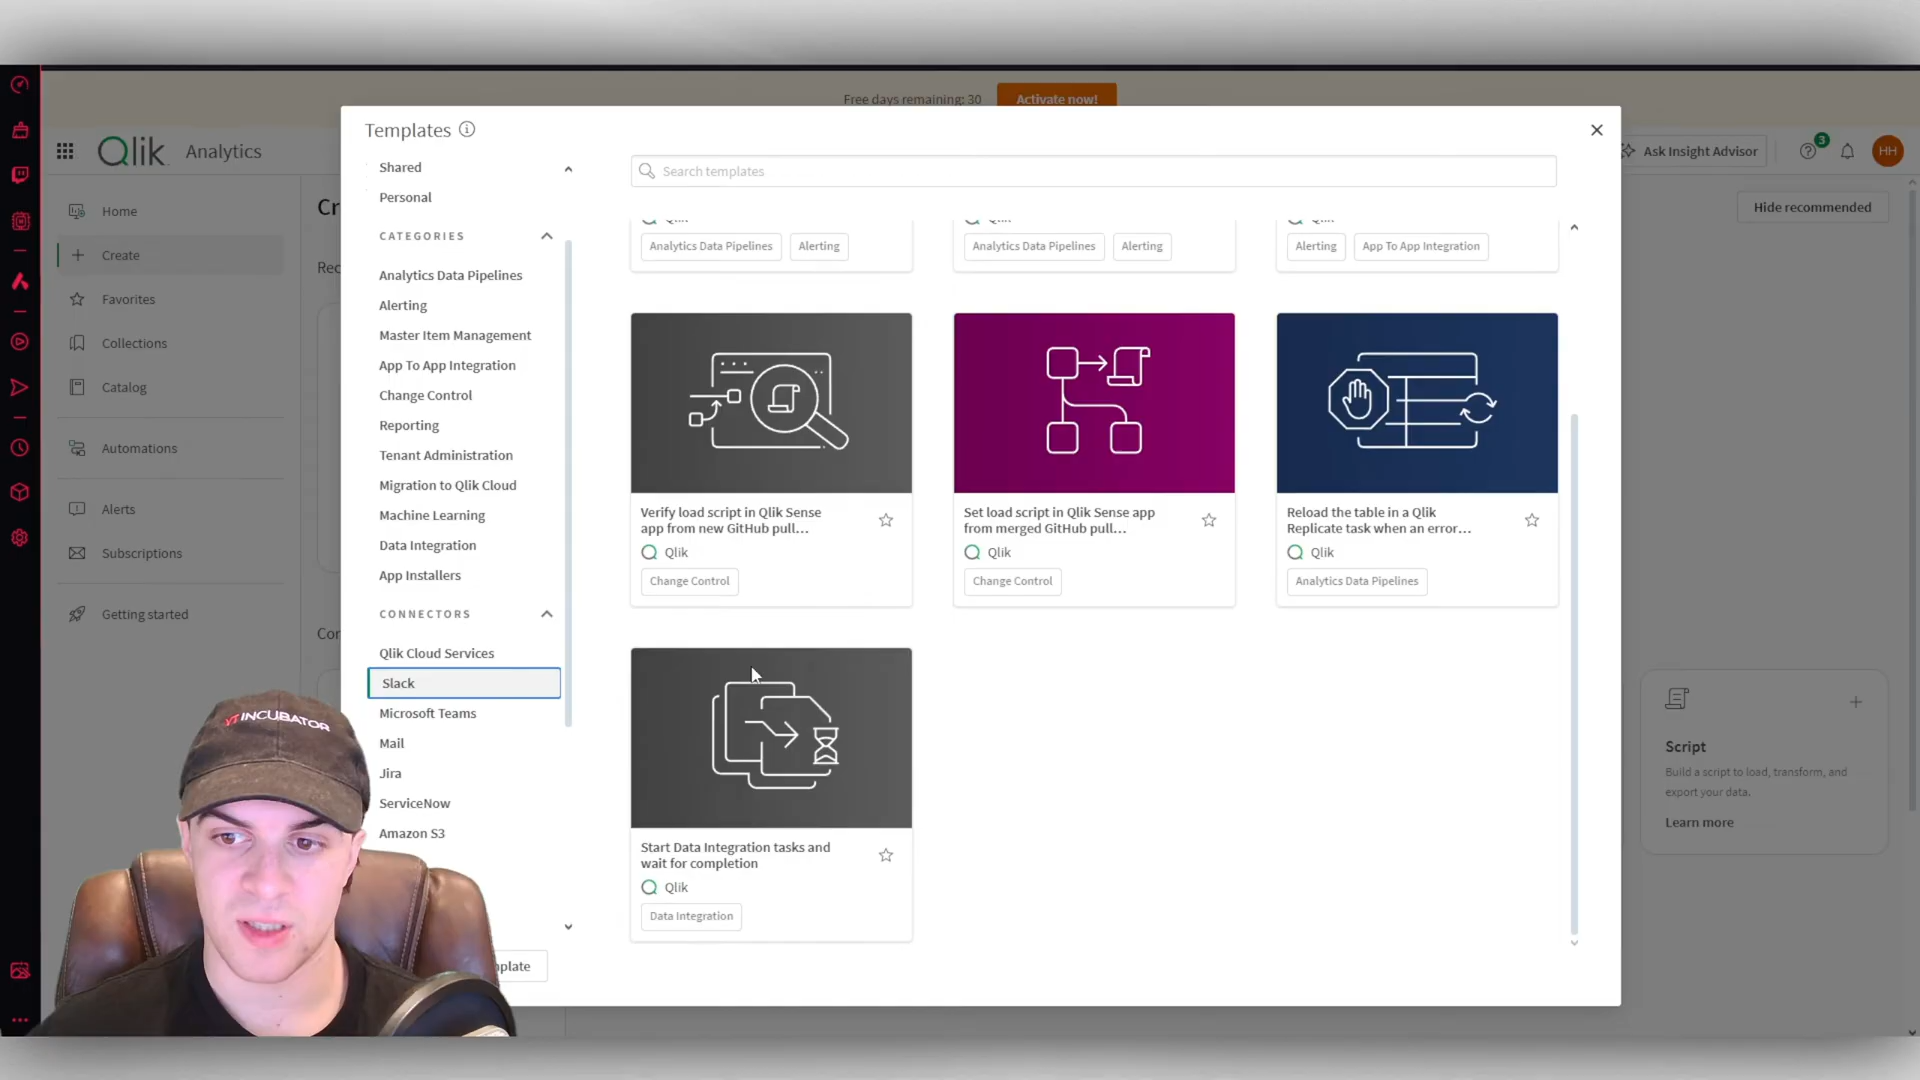 Free days remaining: 30
Activate now!
Qlik Analytics
Ask Insight Advisor
3
HH
Home
Create
Favorites
Collections
Catalog
Automations
Alerts
Subscriptions
Getting started
Hide recommended
Templates
Shared
Personal
CATEGORIES
Analytics Data Pipelines
Alerting
Master Item Management
App To App Integration
Change Control
Reporting
Tenant Administration
Migration to Qlik Cloud
Machine Learning
Data Integration
App Installers
CONNECTORS
Qlik Cloud Services
Slack
Microsoft Teams
Mail
Jira
ServiceNow
Amazon S3
Search templates
Analytics Data Pipelines
Alerting
Analytics Data Pipelines
Alerting
Alerting
App To App Integration
Verify load script in Qlik Sense
app from new GitHub pull...
Qlik
Change Control
Set load script in Qlik Sense app
from merged GitHub pull...
Qlik
Change Control
Reload the table in a Qlik
Replicate task when an error...
Qlik
Analytics Data Pipelines
Start Data Integration tasks and
wait for completion
Qlik
Data Integration
Script
Build a script to load, transform, and
export your data.
Learn more
YTINCUBATOR